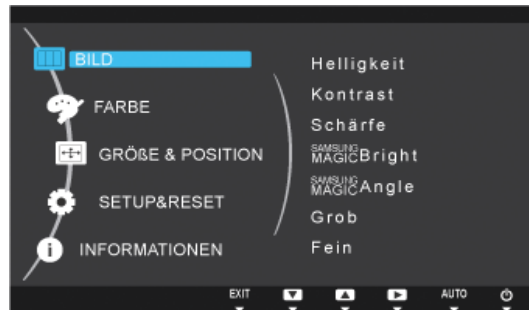 BILD
FARBE
GRÖßE & POSITION
SETUP&RESET
INFORMATIONEN
Helligkeit
Kontrast
Schärfe
SAMSUNG MAGICBright
SAMSUNG MAGICAngle
Grob
Fein
EXIT AUTO